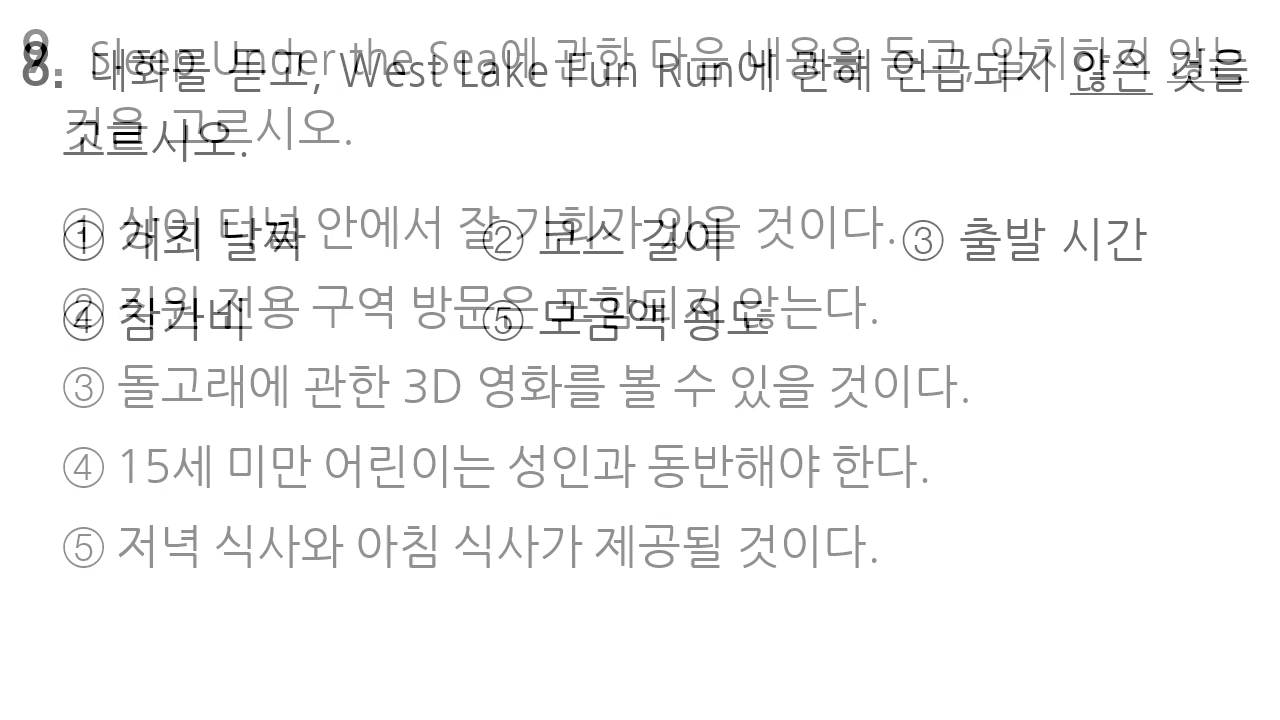 8. 대화를 듣고, West Lake Fun Run에 관해 언급되지 않은 것을
고르시오.
① 개최 날짜 ② 코스 길이 ③ 출발 시간
④ 참가비 ⑤ 모금액 용도
9. Sleep Under the Sea에 관한 다음 내용을 듣고, 일치하지 않는
것을 고르시오.
① 상어 터널 안에서 잘 기회가 있을 것이다.
② 직원 전용 구역 방문은 포함되지 않는다.
③ 돌고래에 관한 3D 영화를 볼 수 있을 것이다.
④ 15세 미만 어린이는 성인과 동반해야 한다.
⑤ 저녁 식사와 아침 식사가 제공될 것이다.